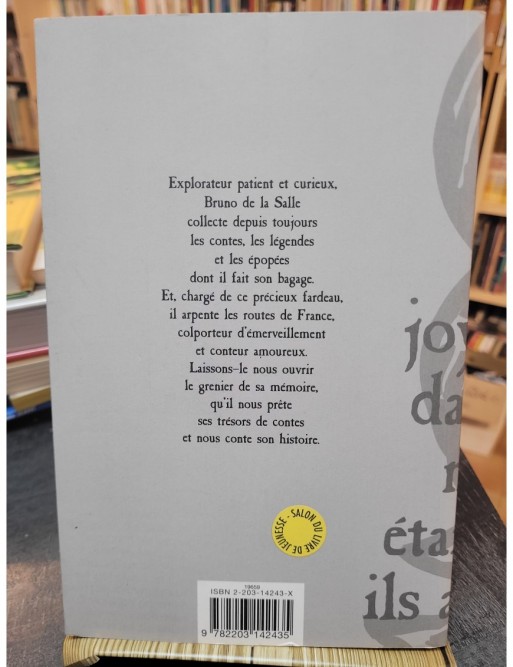 Explorateur patient et curieux,
Bruno de la Salle
collecte depuis toujours
les contes, les légendes
et les épopées
dont il fait son bagage.
Et, chargé de ce précieux fardeau,
il arpente les routes de France,
colporteur d'émerveillement
et conteur amoureux.
Laissons-le nous ouvrir
le grenier de sa mémoire,
qu'il nous prête
ses trésors de contes
et nous conte son histoire.
ils
SALON DU LIVRE DE JEUNESSE -
19659
ISBN 2-203-14243-X
9 782203 142435